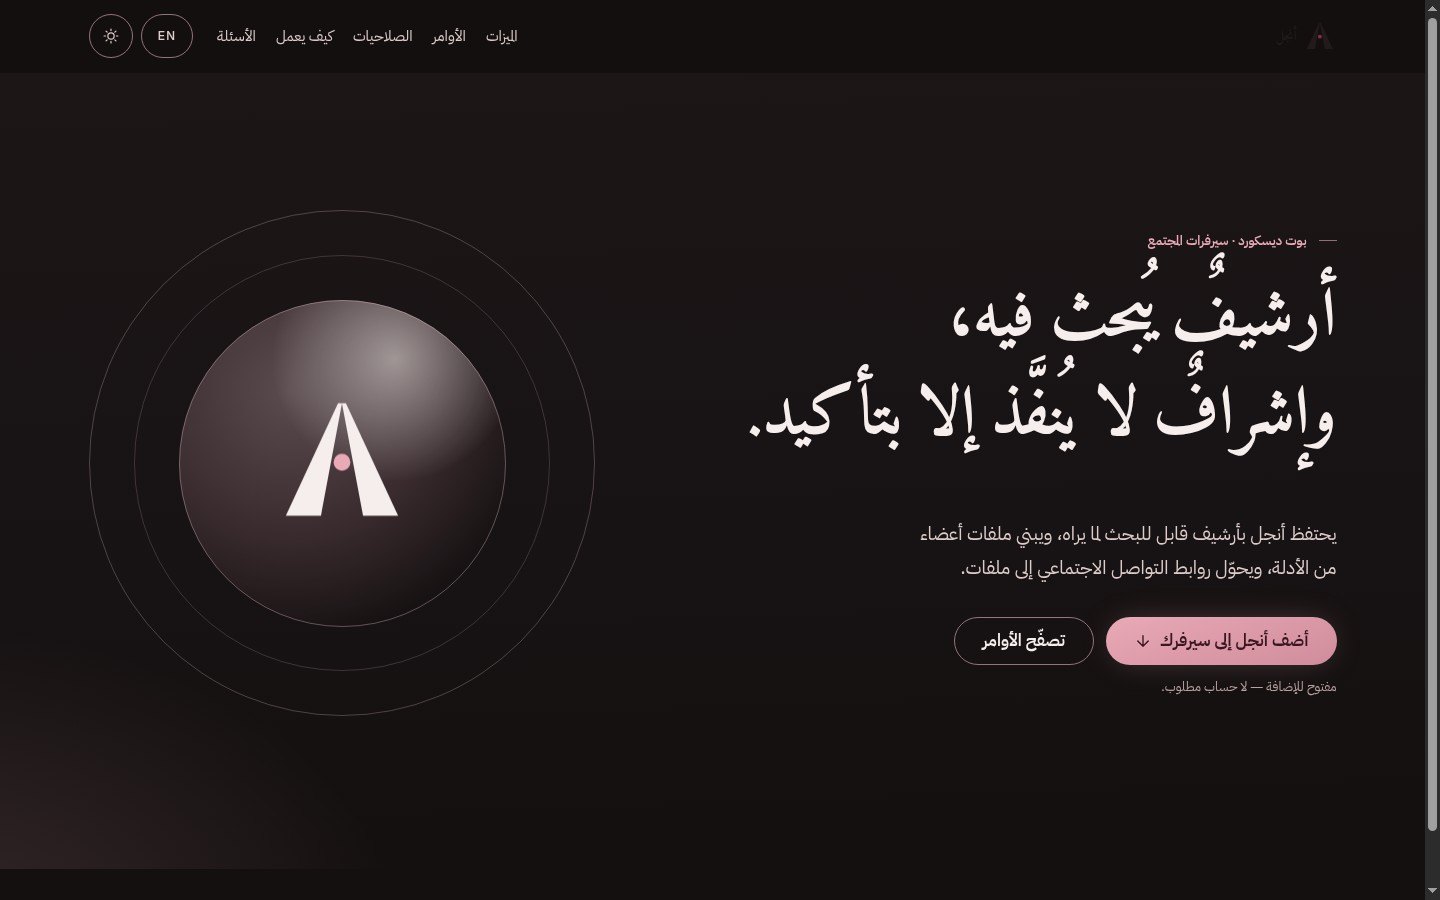 أنجل
الميزات
الأوامر
الصلاحيات
كيف يعمل
الأسئلة
EN
بوت ديسكورد · سيرفرات المجتمع
أرشيفٌ يُبحث فيه،
وإشرافٌ لا يُنفَّذ إلا بتأكيد.
يحتفظ أنجل بأرشيف قابل للبحث لما يراه، ويبني ملفات أعضاء
من الأدلة، ويحوّل روابط التواصل الاجتماعي إلى ملفات.
أضف أنجل إلى سيرفرك
تصفّح الأوامر
مفتوح للإضافة — لا حساب مطلوب.